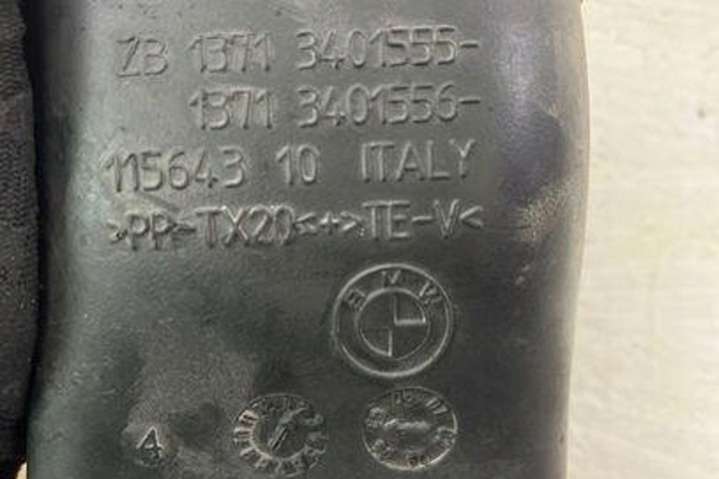 ZB 1371 3401555-
1371 3401556-
115643 10 ITALY
>PP-TX20<+>TE-V<
BMW
4